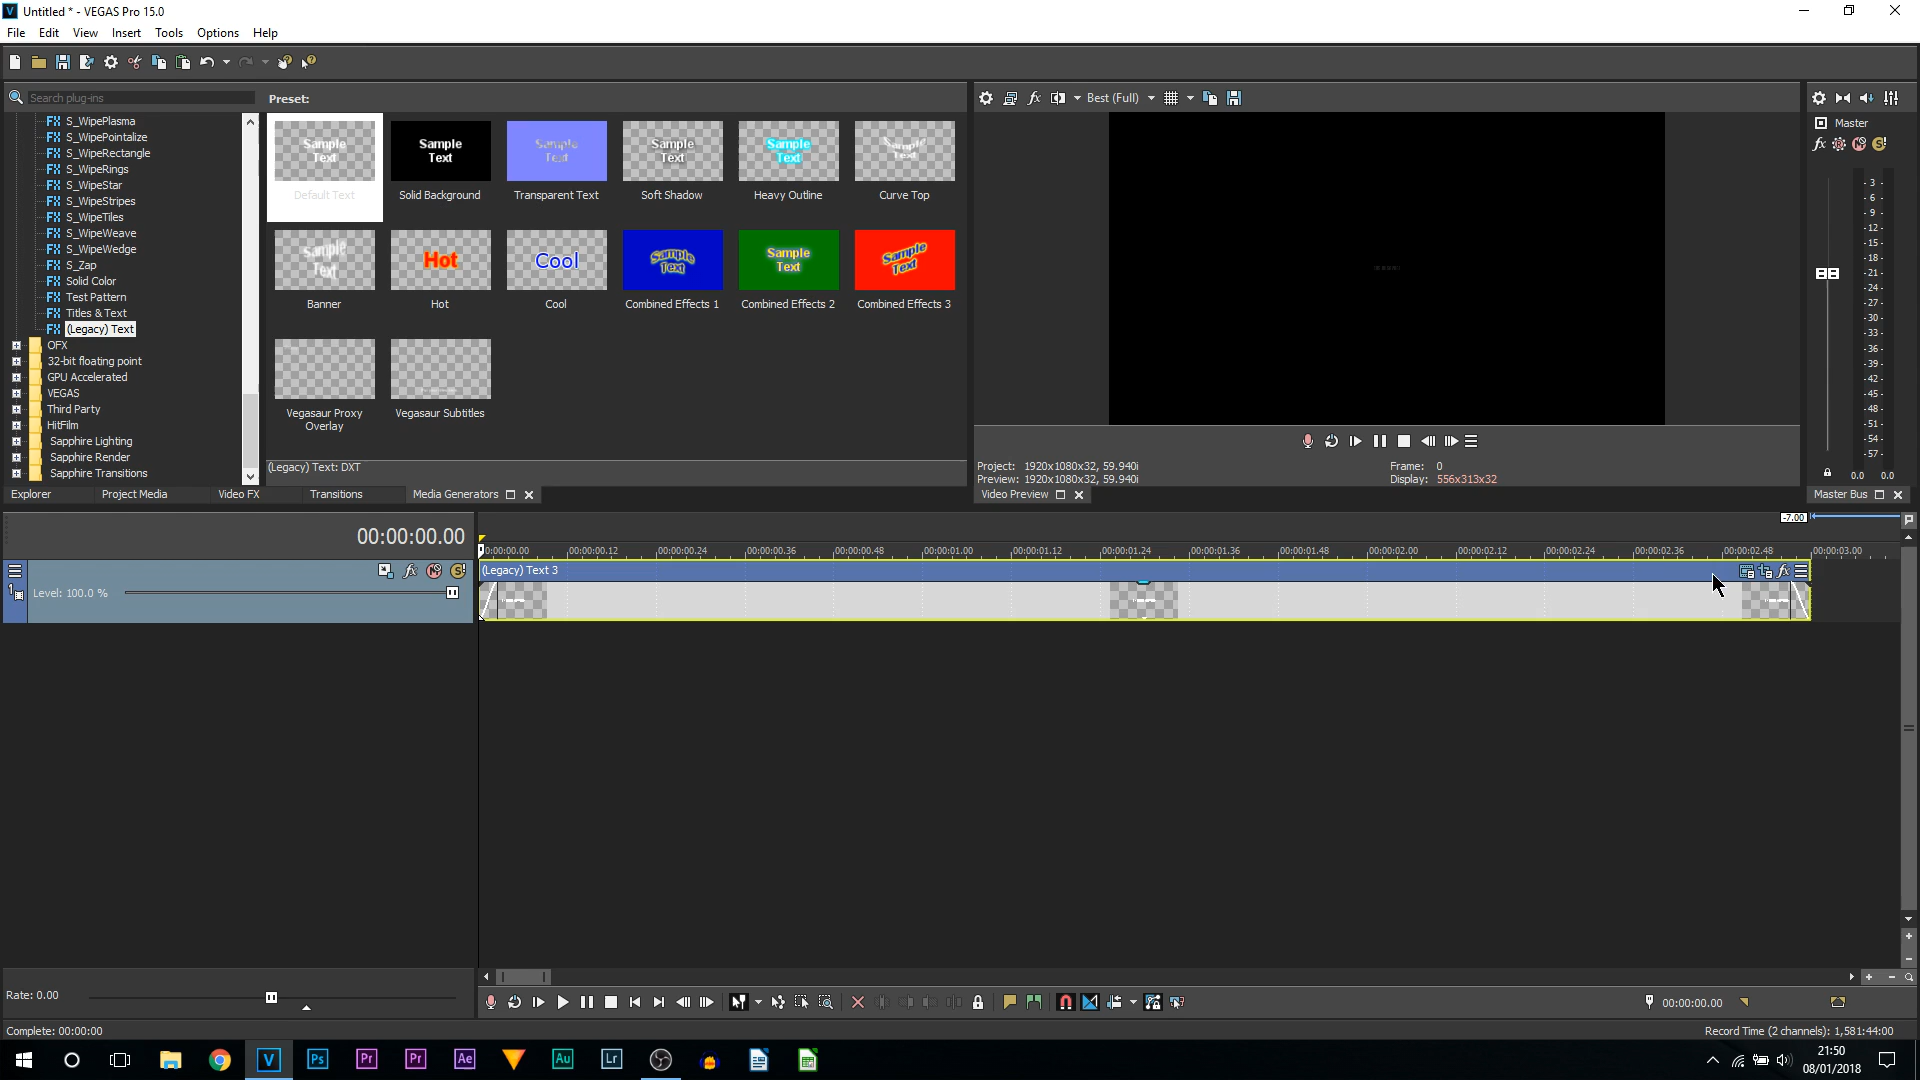 Untitled * - VEGAS Pro 15.0
File Edit View Insert Tools Options Help
Search plug-ins
Preset:
Best (Full)
S_WipePlasma
S_WipePointalize
S_WipeRectangle
S_WipeRings
S_WipeStar
S_WipeStripes
S_WipeTiles
S_WipeWeave
S_WipeWedge
S_Zap
Solid Color
Test Pattern
Titles & Text
(Legacy) Text
OFX
32-bit floating point
GPU Accelerated
VEGAS
Third Party
HitFilm
Sapphire Lighting
Sapphire Render
Sapphire Transitions
Sample Text
Sample Text
Sample Text
Sample Text
Sample Text
Sample Text
Default Text
Solid Background
Transparent Text
Soft Shadow
Heavy Outline
Curve Top
Sample Text
Hot
Cool
Sample Text
Sample Text
Sample Text
Banner
Hot
Cool
Combined Effects 1
Combined Effects 2
Combined Effects 3
Vegasaur Proxy Overlay
Vegasaur Subtitles
(Legacy) Text: DXT
Explorer Project Media Video FX Transitions Media Generators
Project: 1920x1080x32, 59.940i
Preview: 1920x1080x32, 59.940i
Frame: 0
Display: 556x313x32
Video Preview
Master
- 3 -
- 6 -
- 9 -
-12-
-15-
-18-
-21-
-24-
-27-
-30-
-33-
-36-
-39-
-42-
-45-
-48-
-51-
-54-
-57-
0.0 0.0
Master Bus
-7.00
00:00:00.00
00:00:00.00 00:00:00.12 00:00:00.24 00:00:00.36 00:00:00.48 00:00:01.00 00:00:01.12 00:00:01.24 00:00:01.36 00:00:01.48 00:00:02.00 00:00:02.12 00:00:02.24 00:00:02.36 00:00:02.48 00:00:03.00
1
Level: 100.0 %
(Legacy) Text 3
Rate: 0.00
00:00:00.00
Complete: 00:00:00
Record Time (2 channels): 1,581:44:00
V Ps Pr Pr Ae Au Lr
21:50
08/01/2018